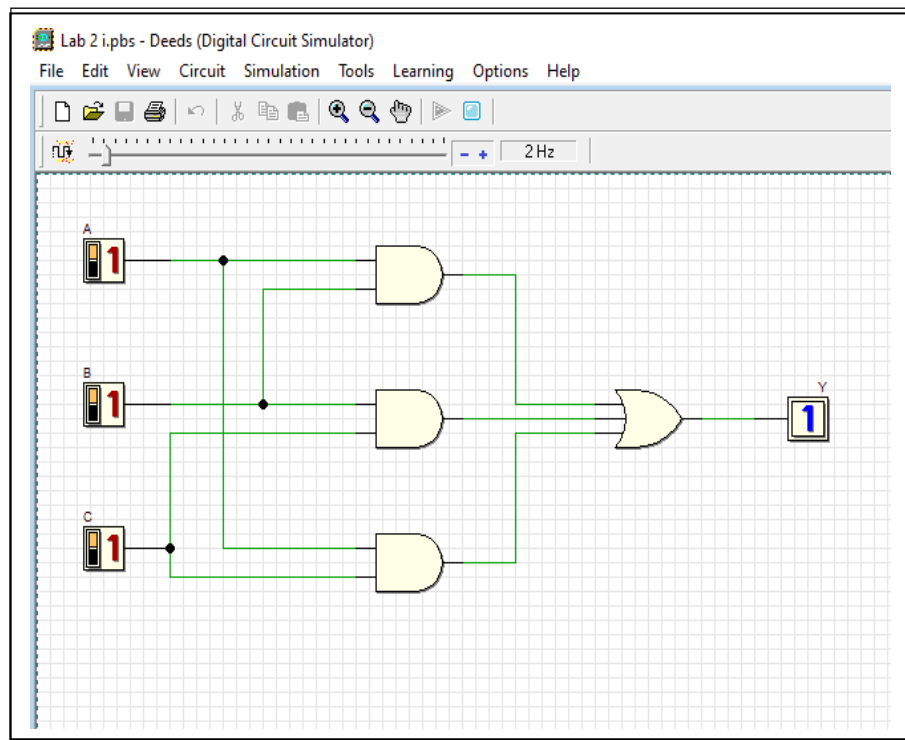 Lab 2 i.pbs - Deeds (Digital Circuit Simulator)
File Edit View Circuit Simulation Tools Learning Options Help
- + 2 Hz
A
1
B
1
Y
1
C
1